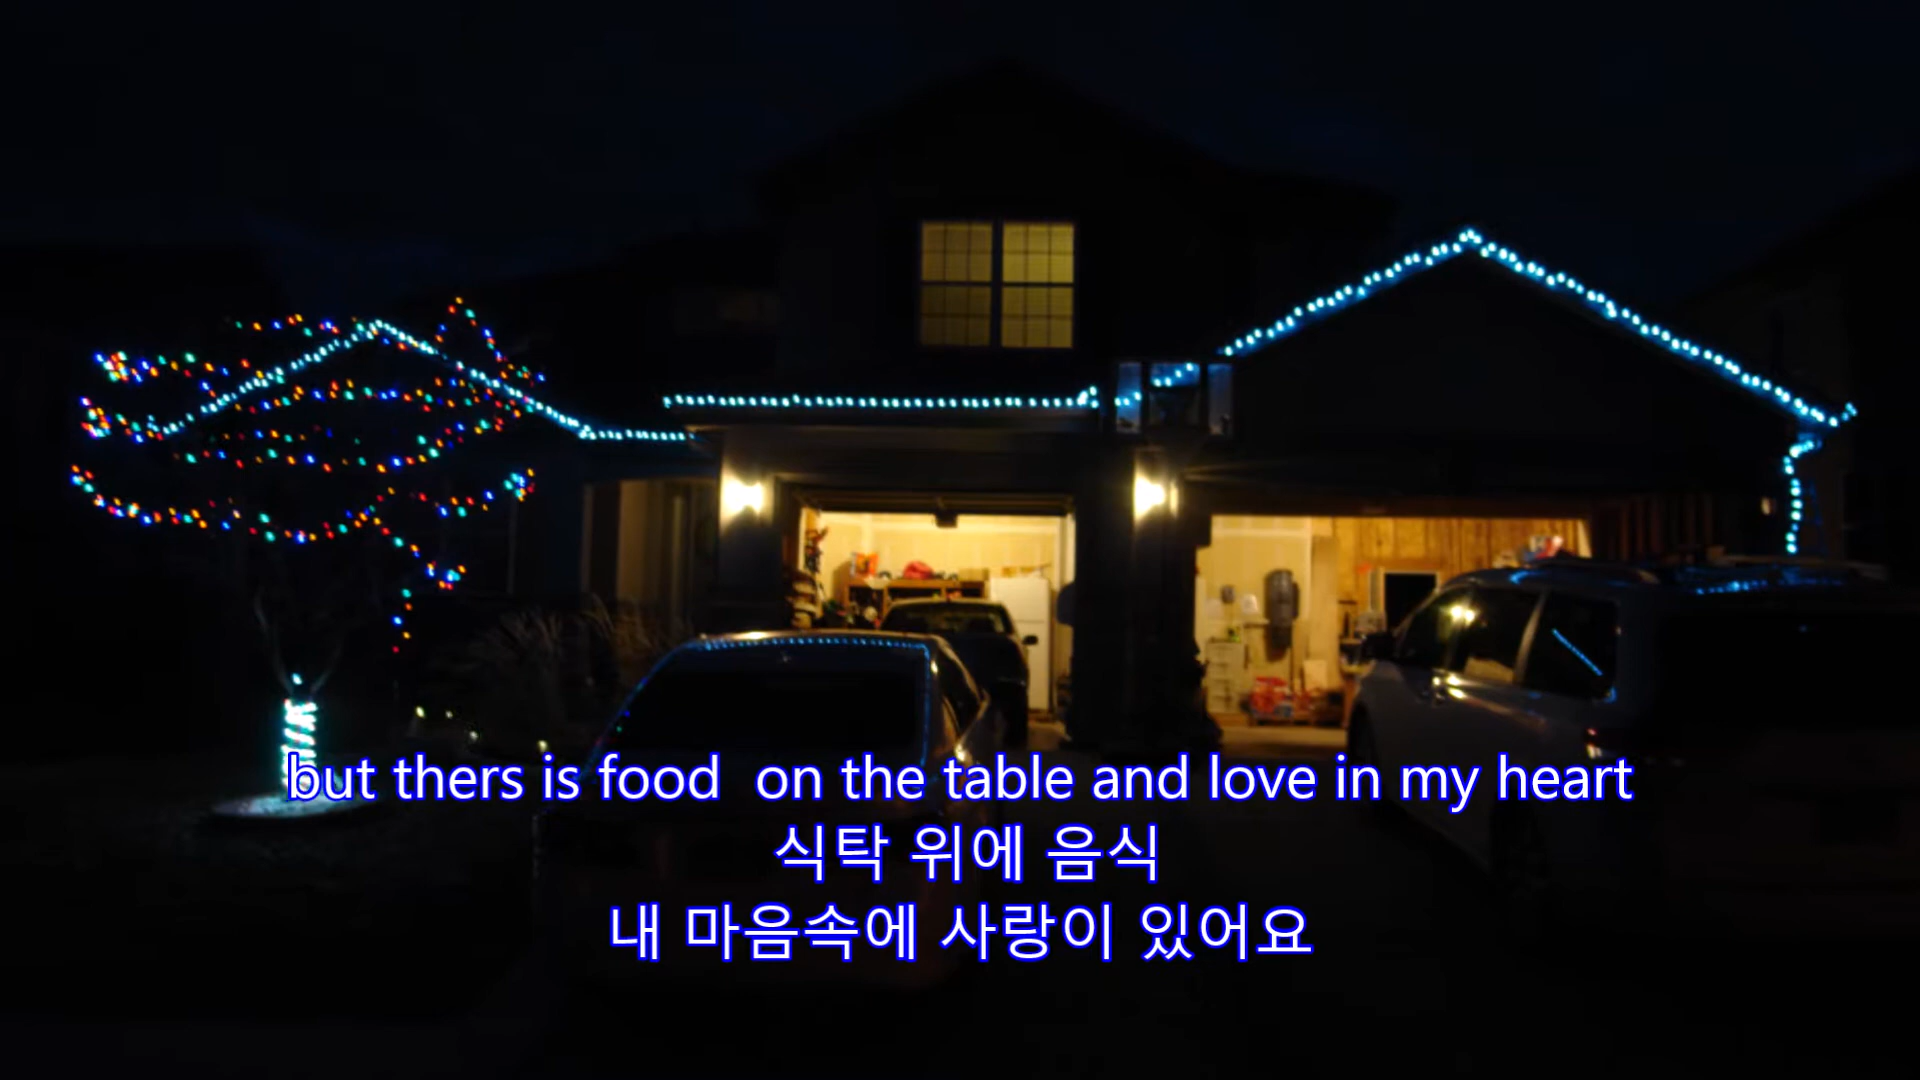 but thers is food  on the table and love in my heart
식탁 위에 음식
내 마음속에 사랑이 있어요